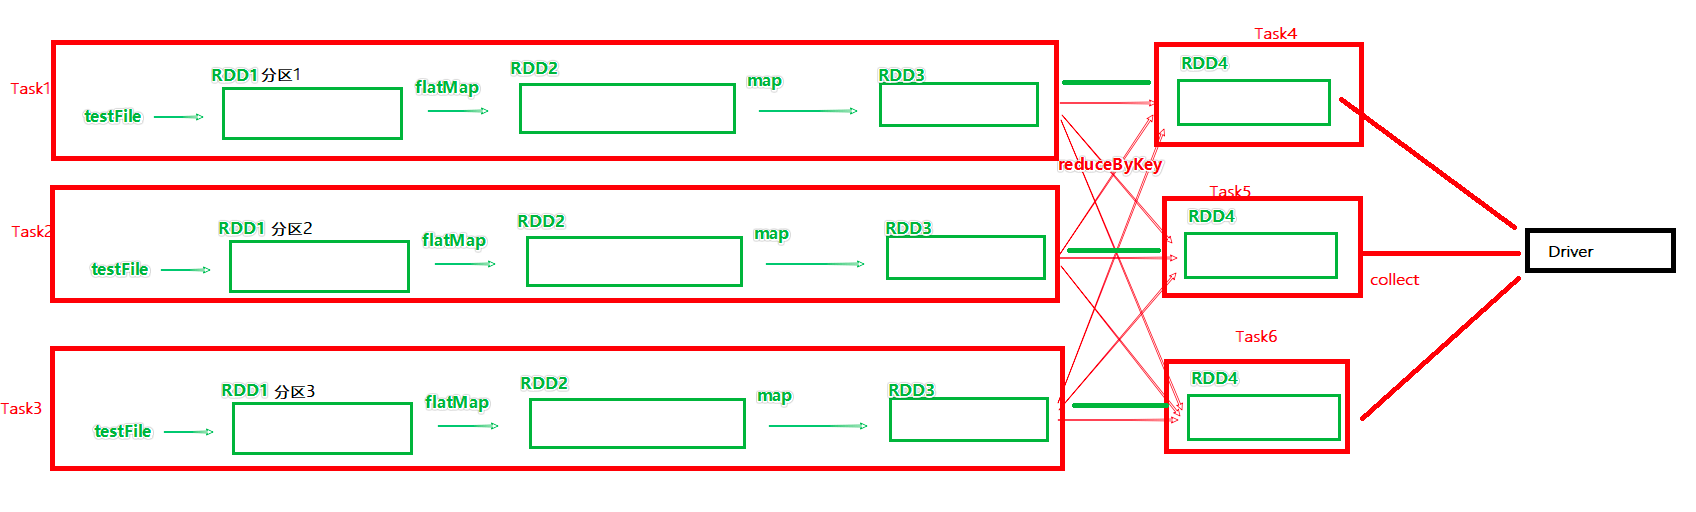 Task4
RDD2
RDD4
RDD1 分区1
RDD3
flatMap
map
Task1
testFile
reduceByKey
Task5
RDD2
RDD4
RDD1 分区2
RDD3
Task2
flatMap
map
Driver
testFile
collect
Task6
RDD2
RDD4
RDD1 分区3
RDD3
flatMap
map
Task3
testFile